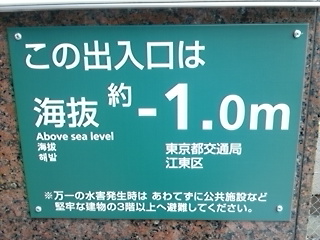 この出入口は
海抜 約 -1.0m
Above sea level
海拔
해발
東京都交通局
江東区
※万一の水害発生時は あわてずに公共施設など
堅牢な建物の3階以上へ避難してください。